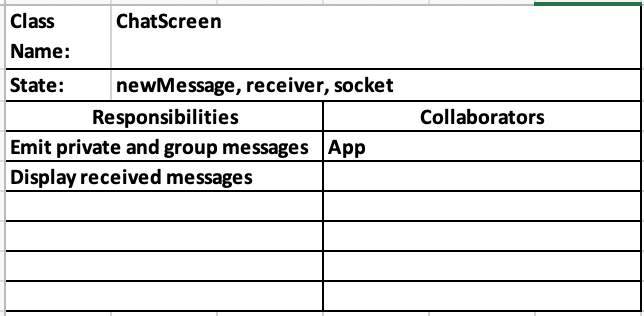 Class Name: ChatScreen
State: newMessage, receiver, socket
Responsibilities Collaborators
Emit private and group messages App
Display received messages